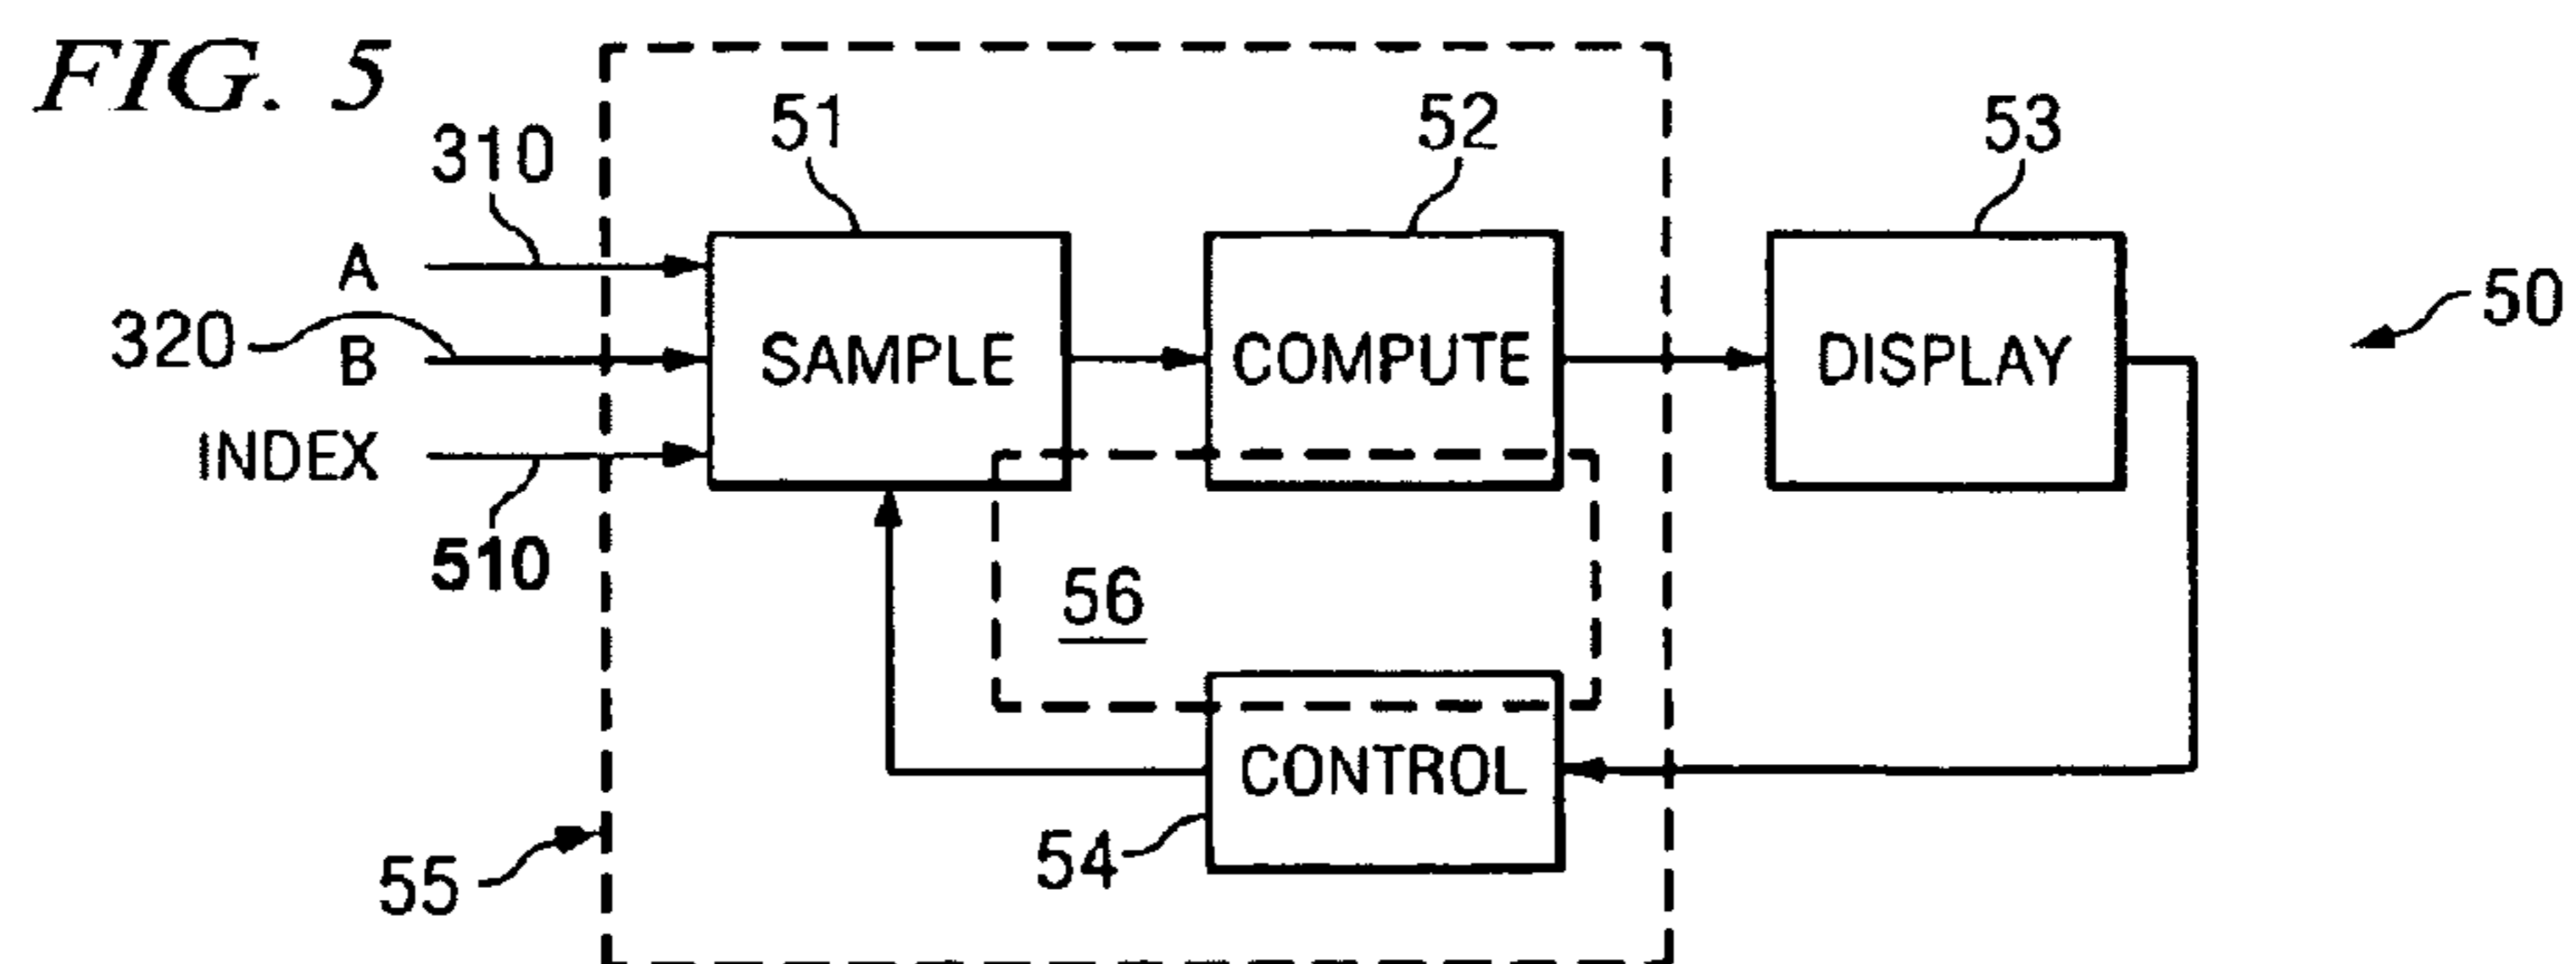 FIG. 5
310
51
52
53
A
50
320
B
SAMPLE
COMPUTE
DISPLAY
INDEX
510
56
CONTROL
54
55